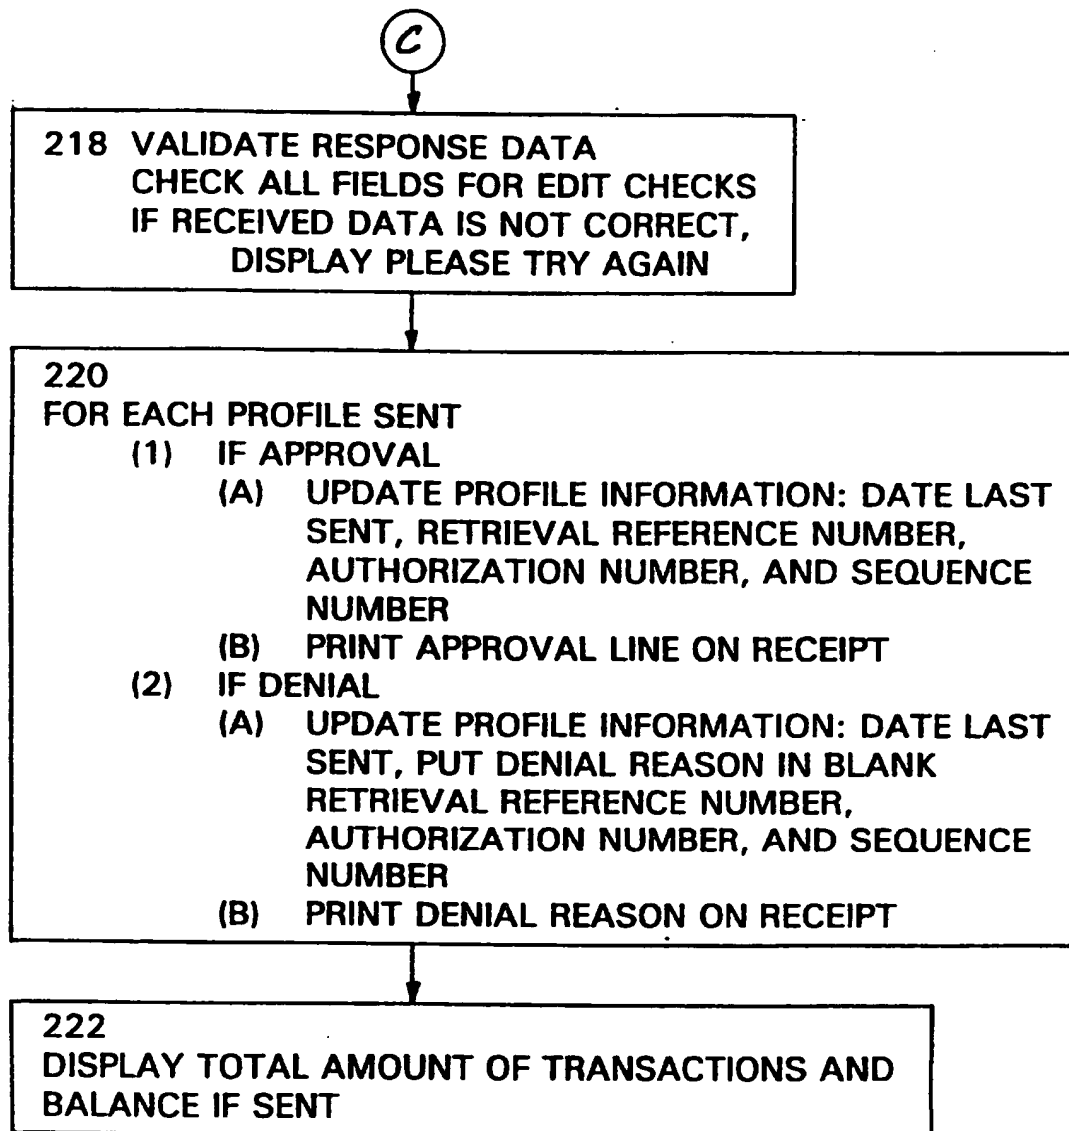 C
218 VALIDATE RESPONSE DATA
CHECK ALL FIELDS FOR EDIT CHECKS
IF RECEIVED DATA IS NOT CORRECT,
DISPLAY PLEASE TRY AGAIN
220
FOR EACH PROFILE SENT
(1) IF APPROVAL
(A) UPDATE PROFILE INFORMATION: DATE LAST
SENT, RETRIEVAL REFERENCE NUMBER,
AUTHORIZATION NUMBER, AND SEQUENCE
NUMBER
(B) PRINT APPROVAL LINE ON RECEIPT
(2) IF DENIAL
(A) UPDATE PROFILE INFORMATION: DATE LAST
SENT, PUT DENIAL REASON IN BLANK
RETRIEVAL REFERENCE NUMBER,
AUTHORIZATION NUMBER, AND SEQUENCE
NUMBER
(B) PRINT DENIAL REASON ON RECEIPT
222
DISPLAY TOTAL AMOUNT OF TRANSACTIONS AND
BALANCE IF SENT